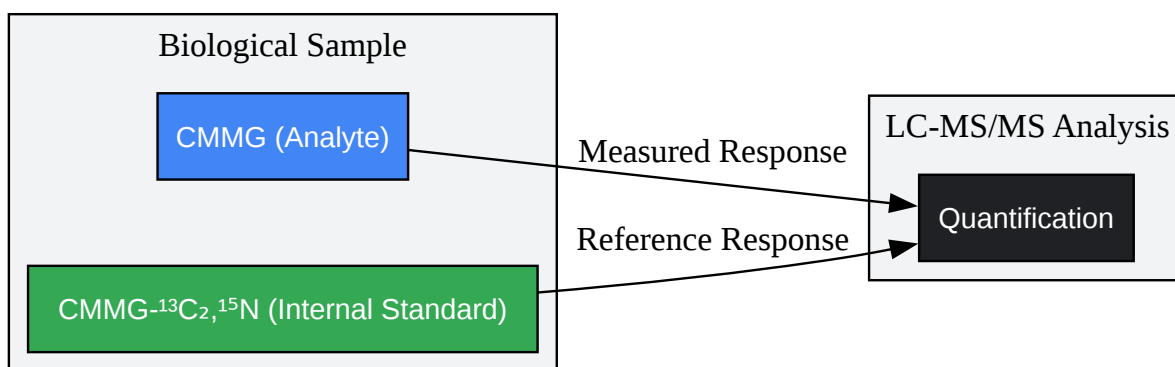 Biological Sample
CMMG (Analyte)
CMMG-¹³C₂,¹⁵N (Internal Standard)
Measured Response
Reference Response
LC-MS/MS Analysis
Quantification